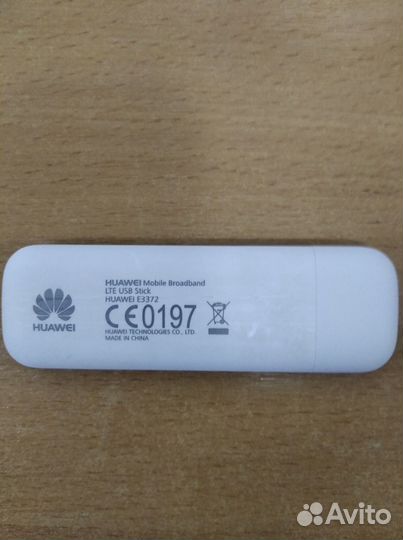 HUAWEI Mobile Broadband
LTE USB Stick
HUAWEI E3372
CE0197
HUAWEI TECHNOLOGIES CO., LTD.
MADE IN CHINA
HUAWEI
Avito